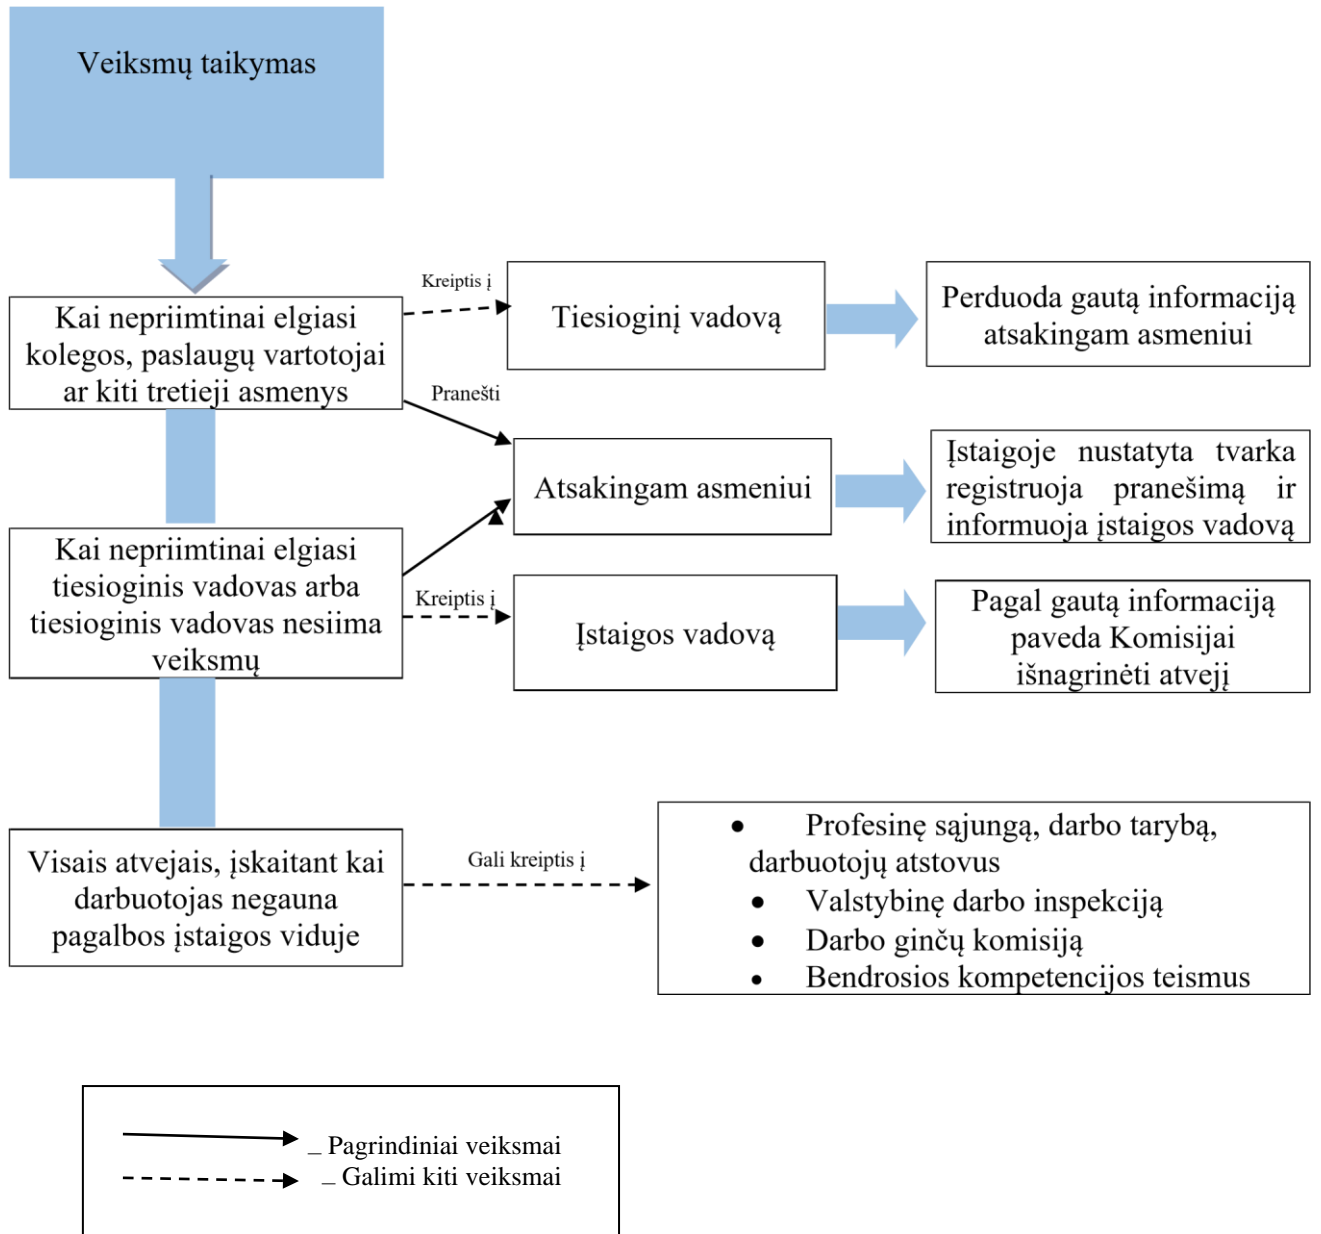 Veiksmų taikymas
Kreiptis į
Kai nepriimtinai elgiasi
kolegos, paslaugų vartotojai
ar kiti tretieji asmenys
Tiesioginį vadovą
Perduoda gautą informaciją
atsakingam asmeniui
Pranešti
Atsakingam asmeniui
Įstaigoje nustatyta tvarka
registruoja pranešimą ir
informuoja įstaigos vadovą
Kai nepriimtinai elgiasi
tiesioginis vadovas arba
tiesioginis vadovas nesiima
veiksmų
Kreiptis į
Įstaigos vadovą
Pagal gautą informaciją
paveda Komisijai
išnagrinėti atvejį
Visais atvejais, įskaitant kai
darbuotojas negauna
pagalbos įstaigos viduje
Gali kreiptis į
● Profesinę sąjungą, darbo tarybą,
darbuotojų atstovus
● Valstybinę darbo inspekciją
● Darbo ginčų komisiją
● Bendrosios kompetencijos teismus
– Pagrindiniai veiksmai
– Galimi kiti veiksmai